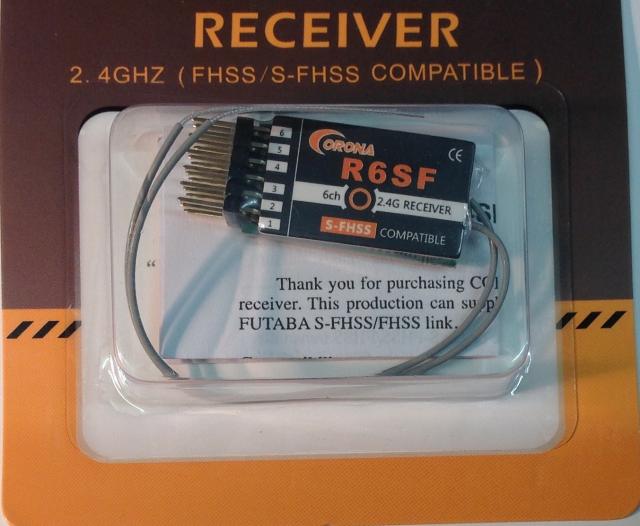 RECEIVER
2. 4GHZ ( FHSS/S-FHSS COMPATIBLE )
6
5
4
3
2
1
CORONA
CE
R6SF
6ch
2.4G RECEIVER
S-FHSS COMPATIBLE
“
Thank you for purchasing
receiver. This production can
FUTABA S-FHSS/FHSS link.